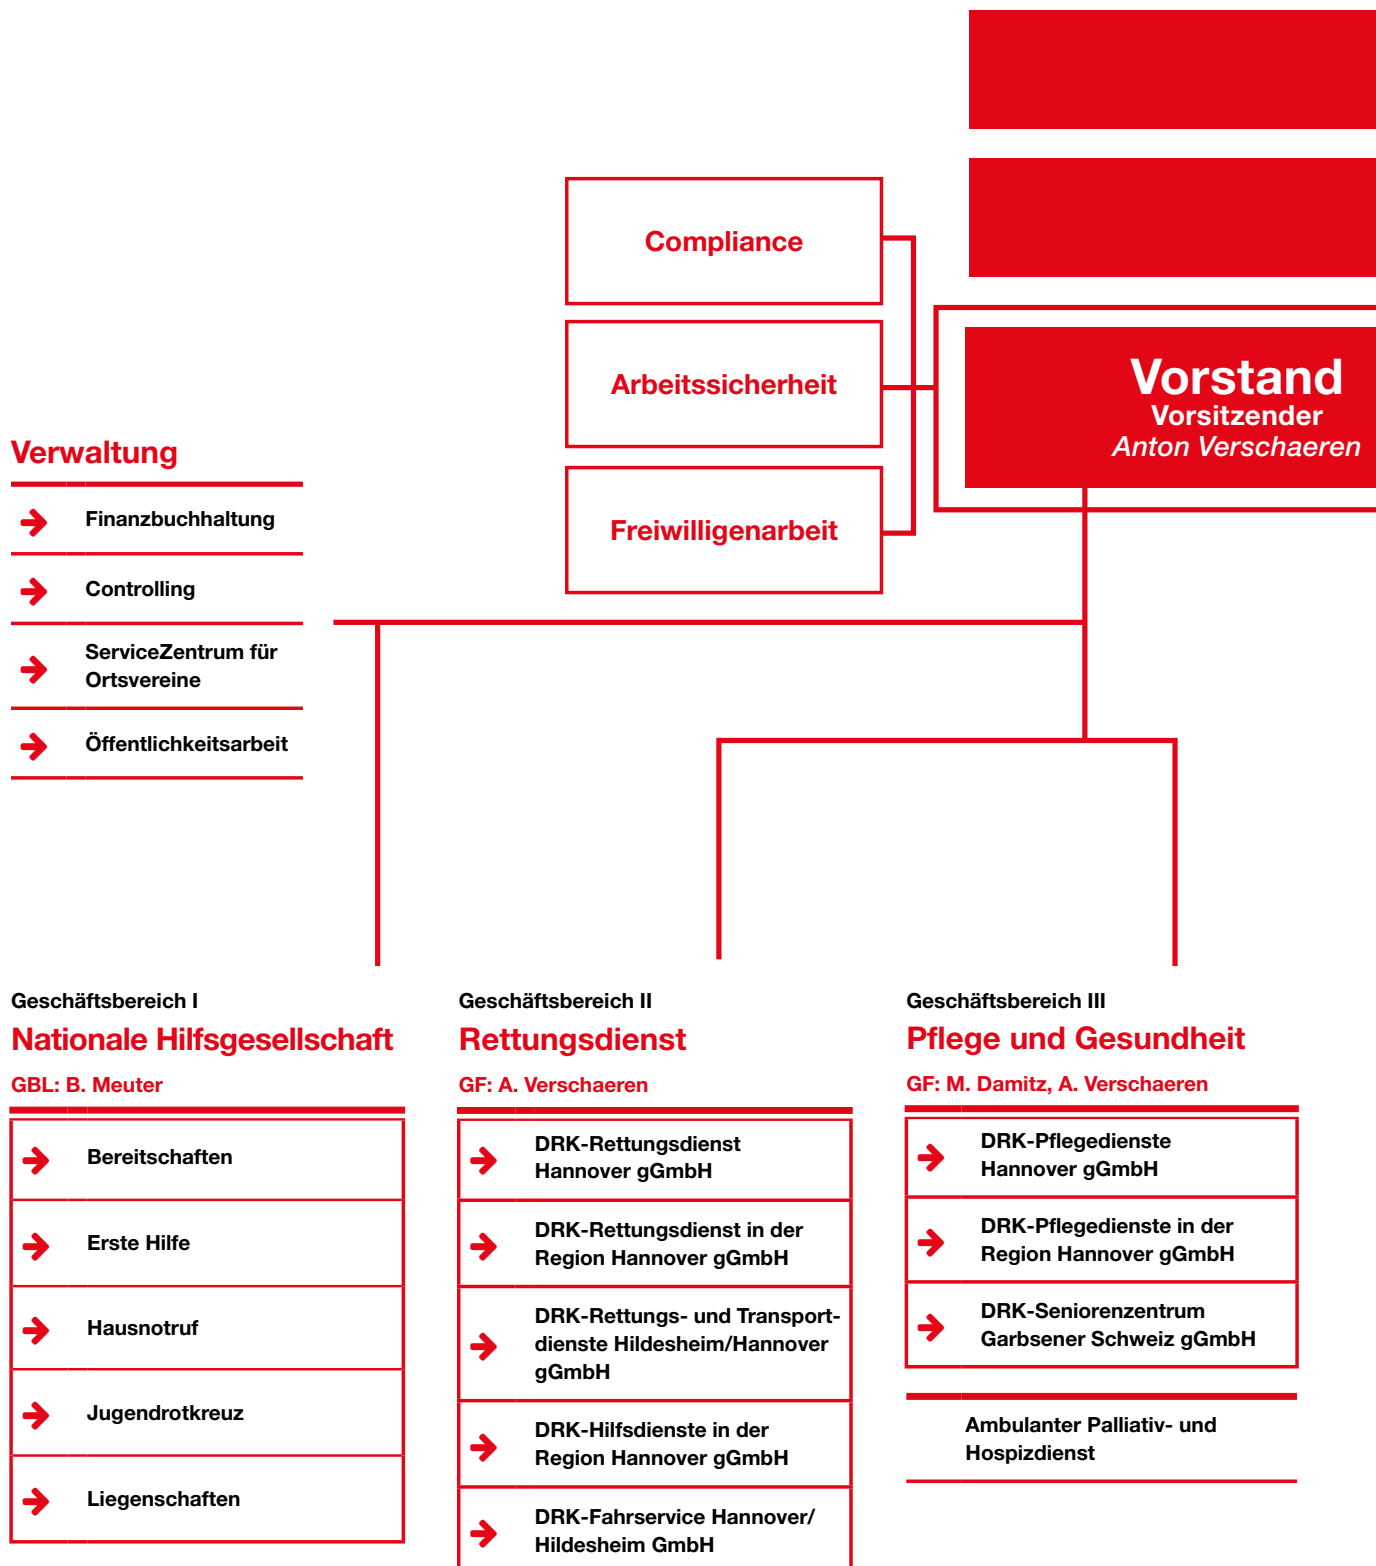 Compliance
Arbeitssicherheit
Freiwilligenarbeit
Vorstand
Vorsitzender
Anton Verschaeren
Verwaltung
Finanzbuchhaltung
Controlling
ServiceZentrum für
Ortsvereine
Öffentlichkeitsarbeit
Geschäftsbereich I
Nationale Hilfsgesellschaft
GBL: B. Meuter
Bereitschaften
Erste Hilfe
Hausnotruf
Jugendrotkreuz
Liegenschaften
Geschäftsbereich II
Rettungsdienst
GF: A. Verschaeren
DRK-Rettungsdienst
Hannover gGmbH
DRK-Rettungsdienst in der
Region Hannover gGmbH
DRK-Rettungs- und Transport-
dienste Hildesheim/Hannover
gGmbH
DRK-Hilfsdienste in der
Region Hannover gGmbH
DRK-Fahrservice Hannover/
Hildesheim GmbH
Geschäftsbereich III
Pflege und Gesundheit
GF: M. Damitz, A. Verschaeren
DRK-Pflegedienste
Hannover gGmbH
DRK-Pflegedienste in der
Region Hannover gGmbH
DRK-Seniorenzentrum
Garbsener Schweiz gGmbH
Ambulanter Palliativ- und
Hospizdienst